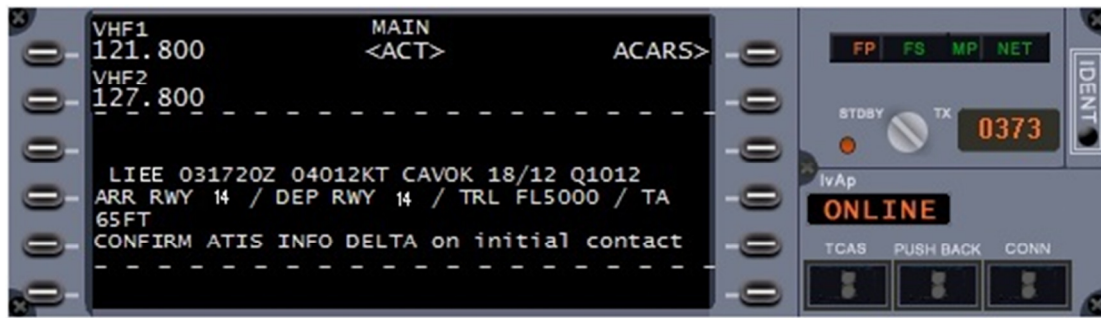 VHF1 MAIN
121.800 <ACT> ACARS>
VHF2
127.800
LIEE 031720Z 04012KT CAVOK 18/12 Q1012
ARR RWY 14 / DEP RWY 14 / TRL FL5000 / TA
65FT
CONFIRM ATIS INFO DELTA on initial contact
FP FS MP NET
IDENT
STDBY TX 0373
IvAp
ONLINE
TCAS PUSH BACK CONN